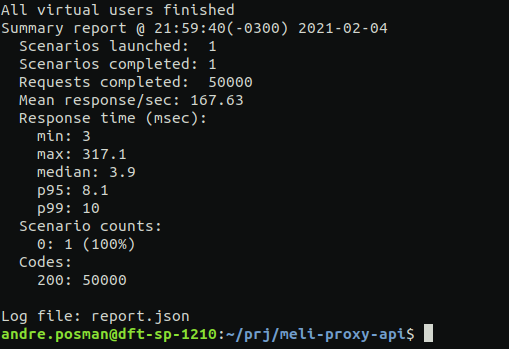 All virtual users finished
Summary report @ 21:59:40(-0300) 2021-02-04
Scenarios launched:  1
Scenarios completed: 1
Requests completed:  50000
Mean response/sec: 167.63
Response time (msec):
min: 3
max: 317.1
median: 3.9
p95: 8.1
p99: 10
Scenario counts:
0: 1 (100%)
Codes:
200: 50000
Log file: report.json
andre.posman@dft-sp-1210:~/prj/meli-proxy-api$